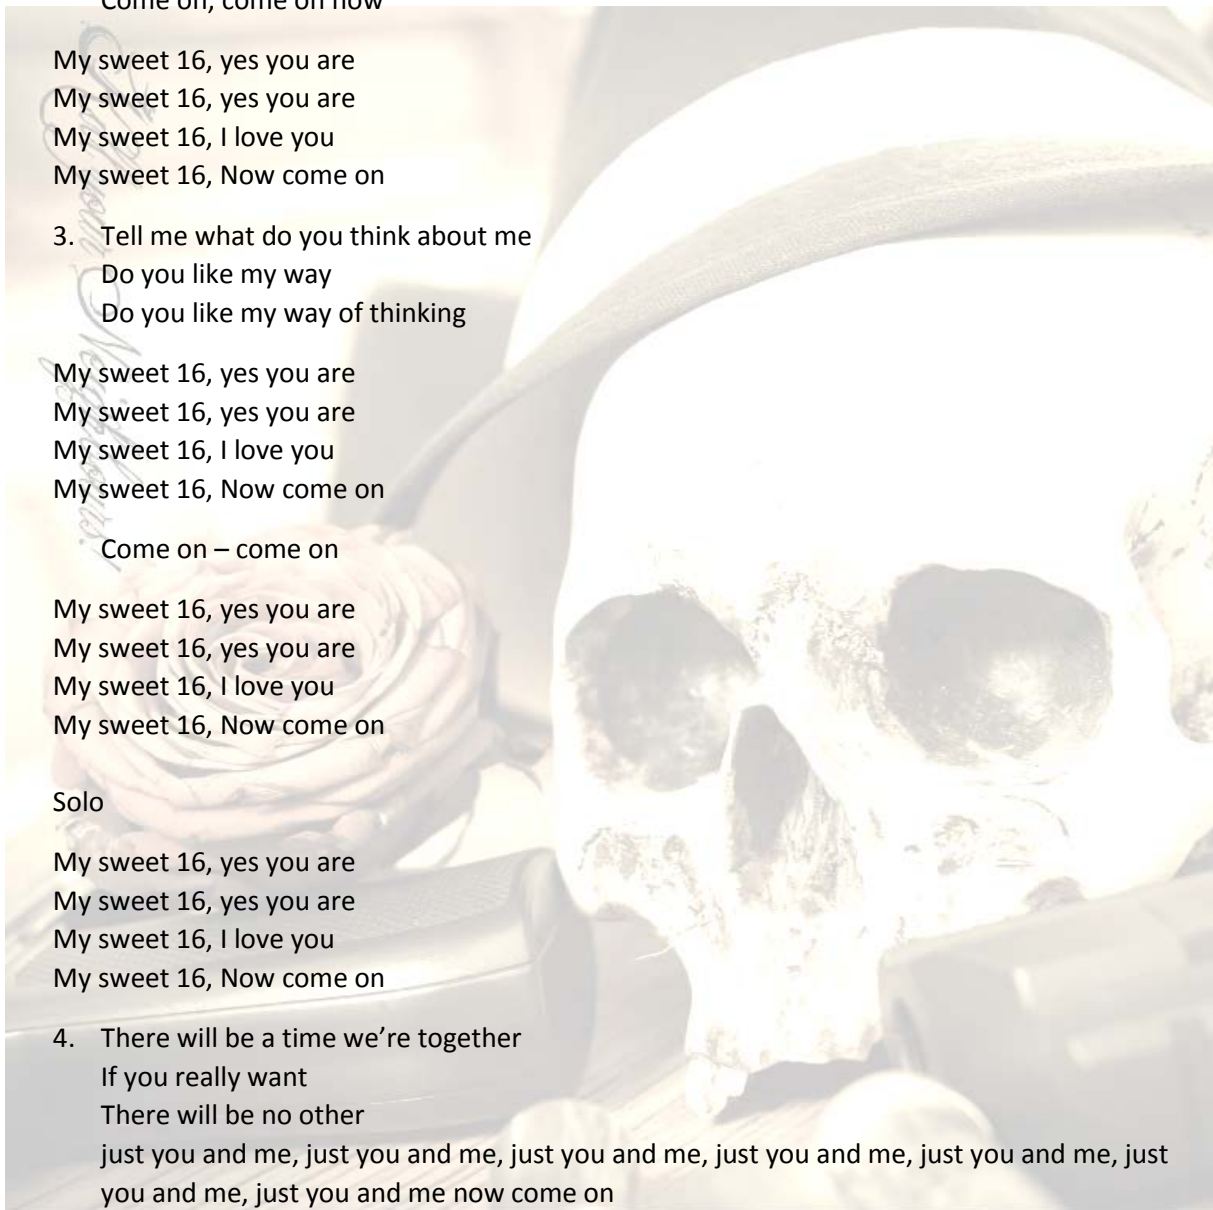 Come on, come on now
My sweet 16, yes you are
My sweet 16, yes you are
My sweet 16, I love you
My sweet 16, Now come on
3. Tell me what do you think about me
Do you like my way
Do you like my way of thinking
My sweet 16, yes you are
My sweet 16, yes you are
My sweet 16, I love you
My sweet 16, Now come on
Come on – come on
My sweet 16, yes you are
My sweet 16, yes you are
My sweet 16, I love you
My sweet 16, Now come on
Solo
My sweet 16, yes you are
My sweet 16, yes you are
My sweet 16, I love you
My sweet 16, Now come on
4. There will be a time we’re together
If you really want
There will be no other
just you and me, just you and me, just you and me, just you and me, just you and me, just
you and me, just you and me now come on
your Neighbours!